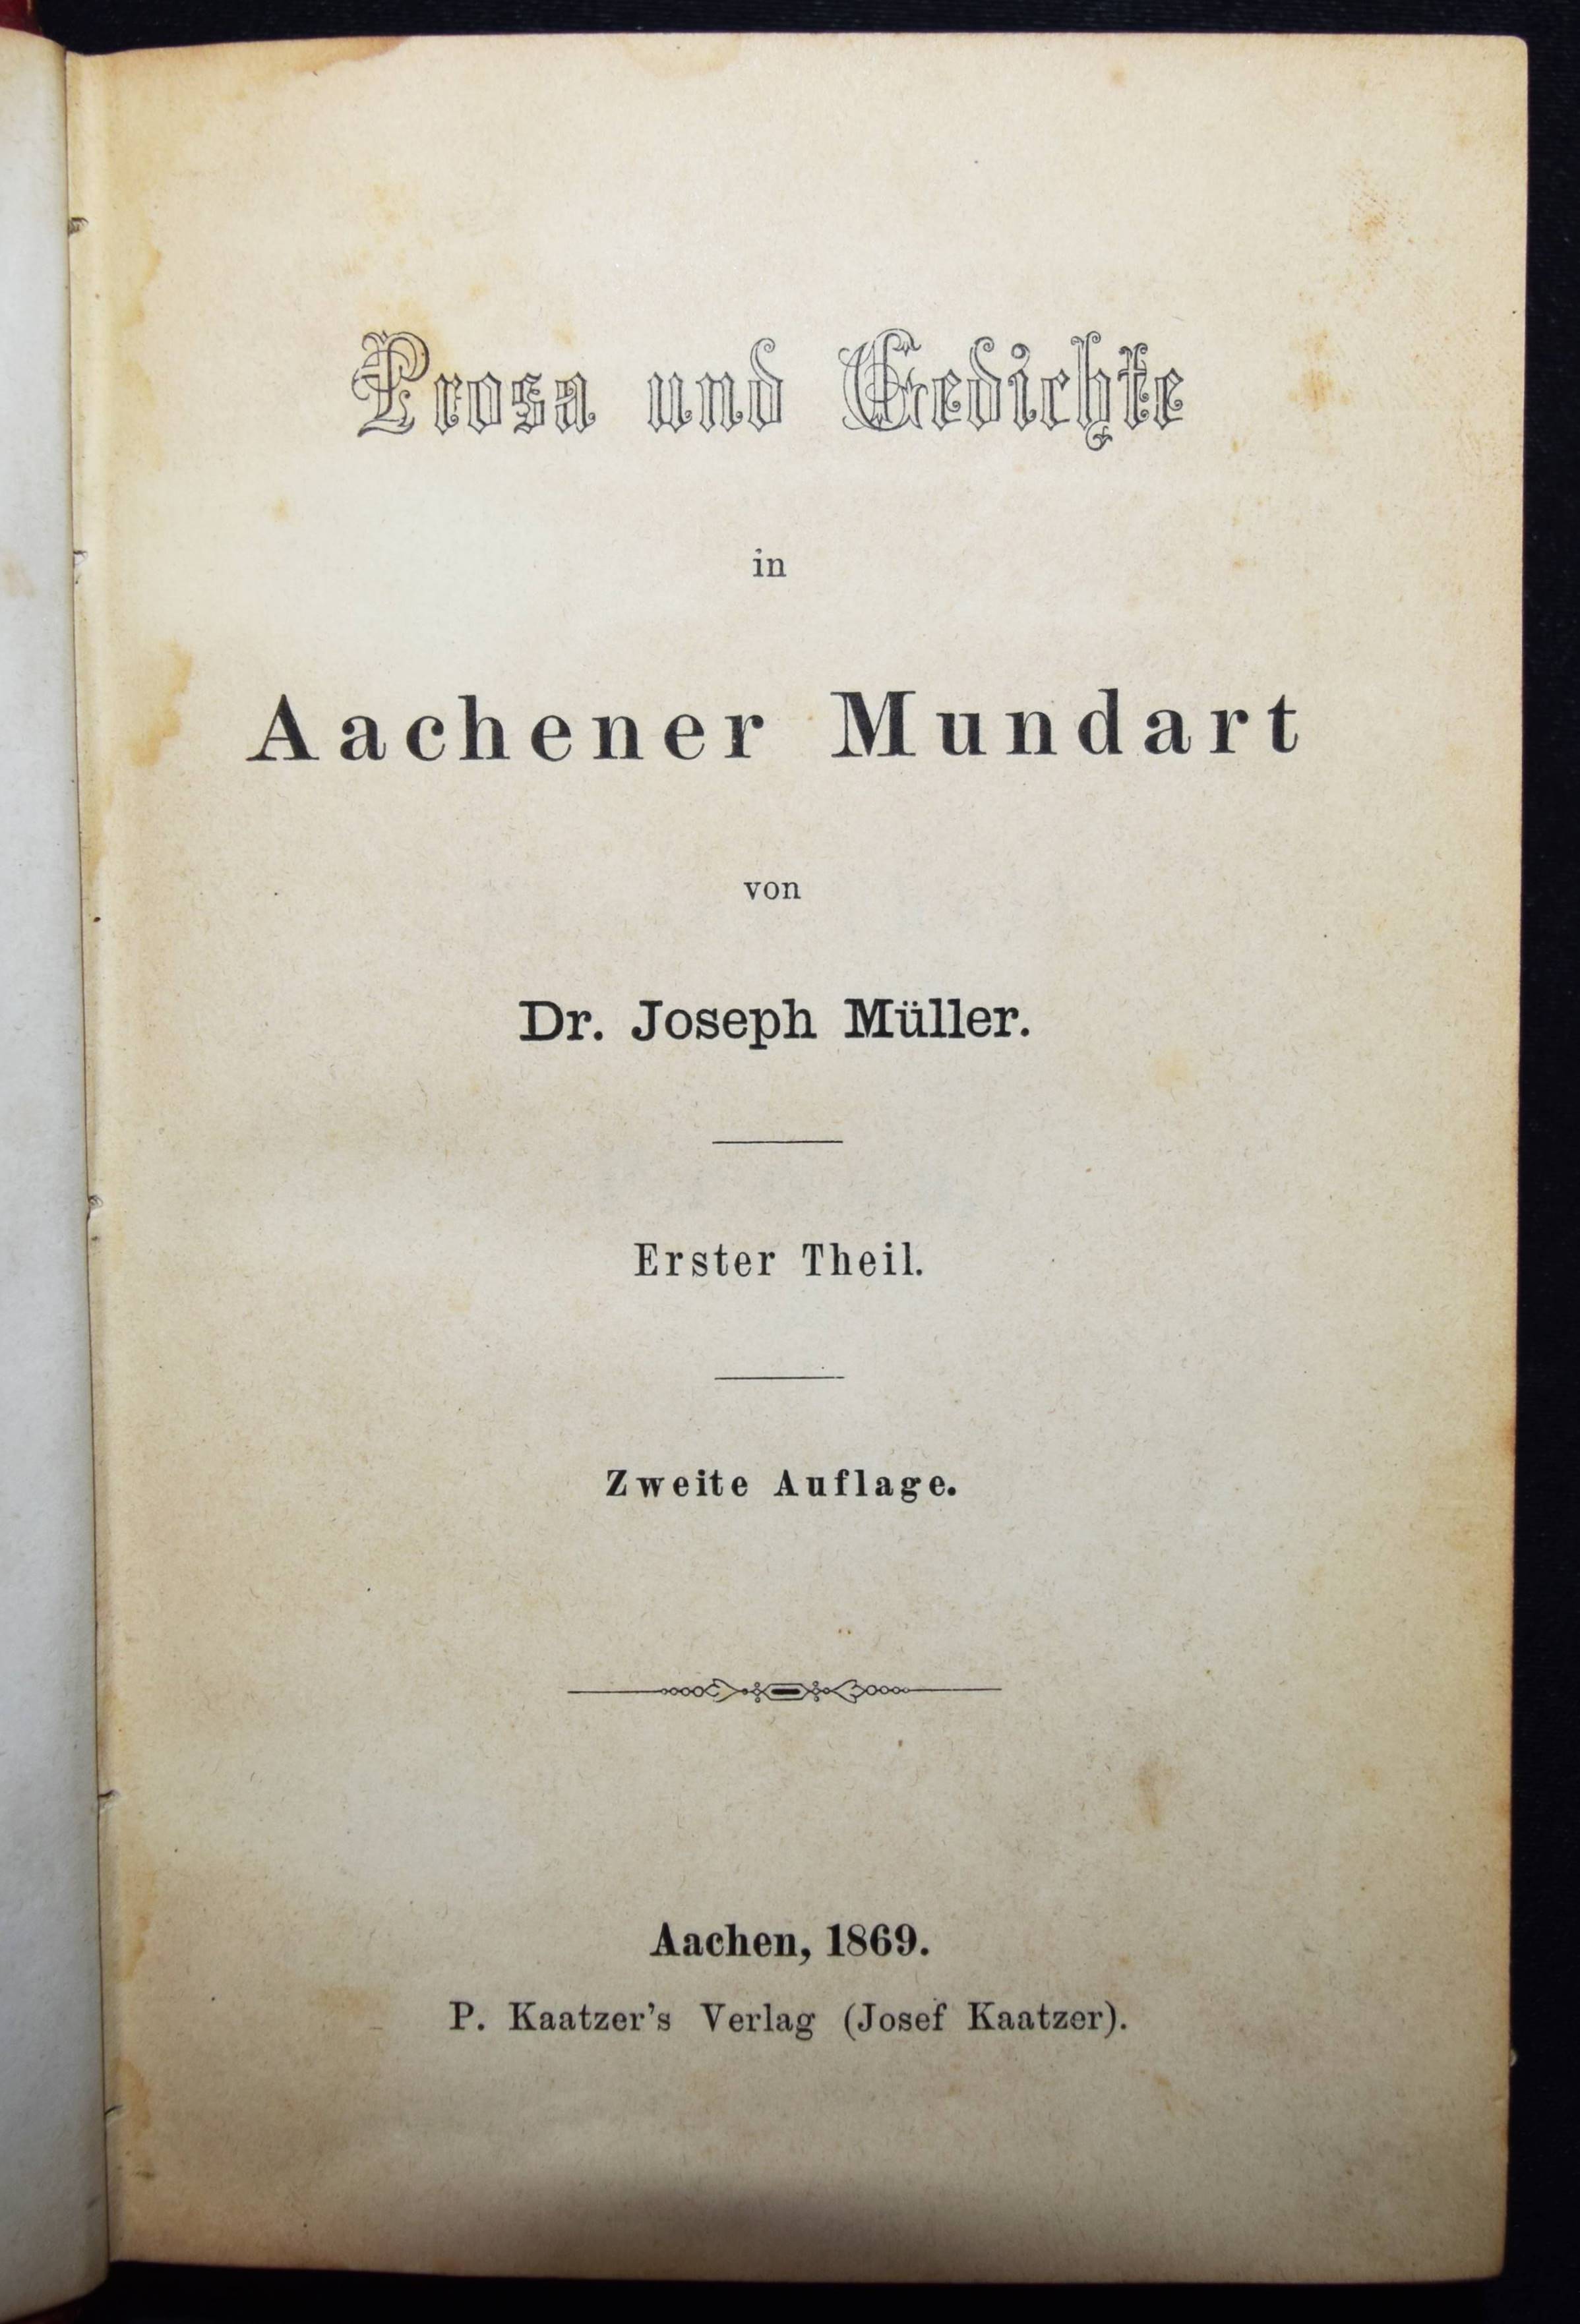 Prosa und Gedichte
in
Aachener Mundart
von
Dr. Joseph Müller.
Erster Theil.
Zweite Auflage.
Aachen, 1869.
P. Kaatzer's Verlag (Josef Kaatzer).